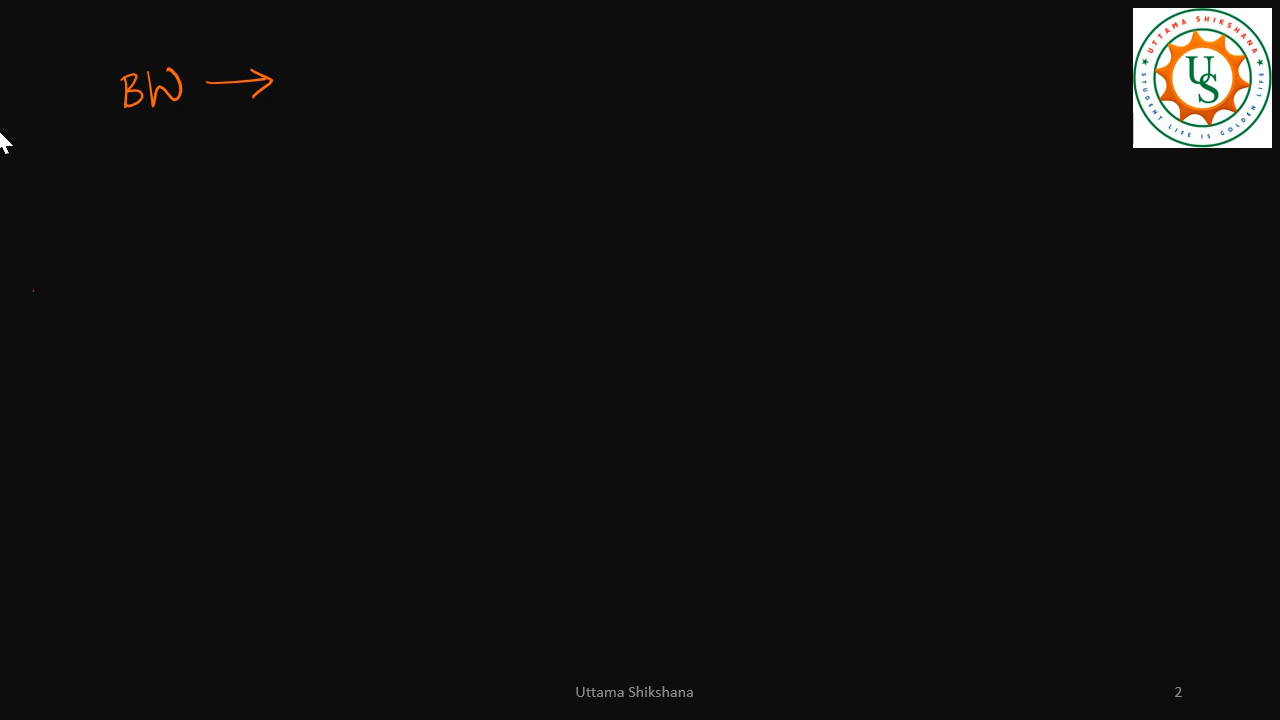 BW →
UTTAMA SHIKSHANA
US
STUDENT LIFE IS GOLDEN LIFE
Uttama Shikshana
2